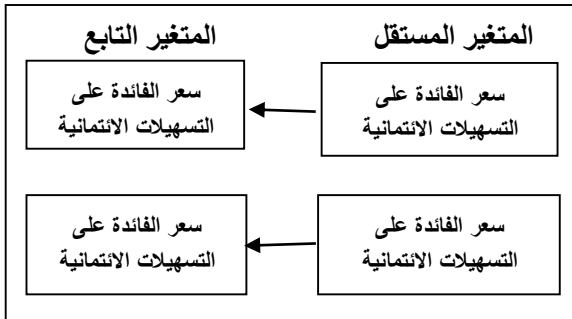 المتغير المستقل
المتغير التابع
سعر الفائدة على
التسهيلات الائتمانية
سعر الفائدة على
التسهيلات الائتمانية
سعر الفائدة على
التسهيلات الائتمانية
سعر الفائدة على
التسهيلات الائتمانية